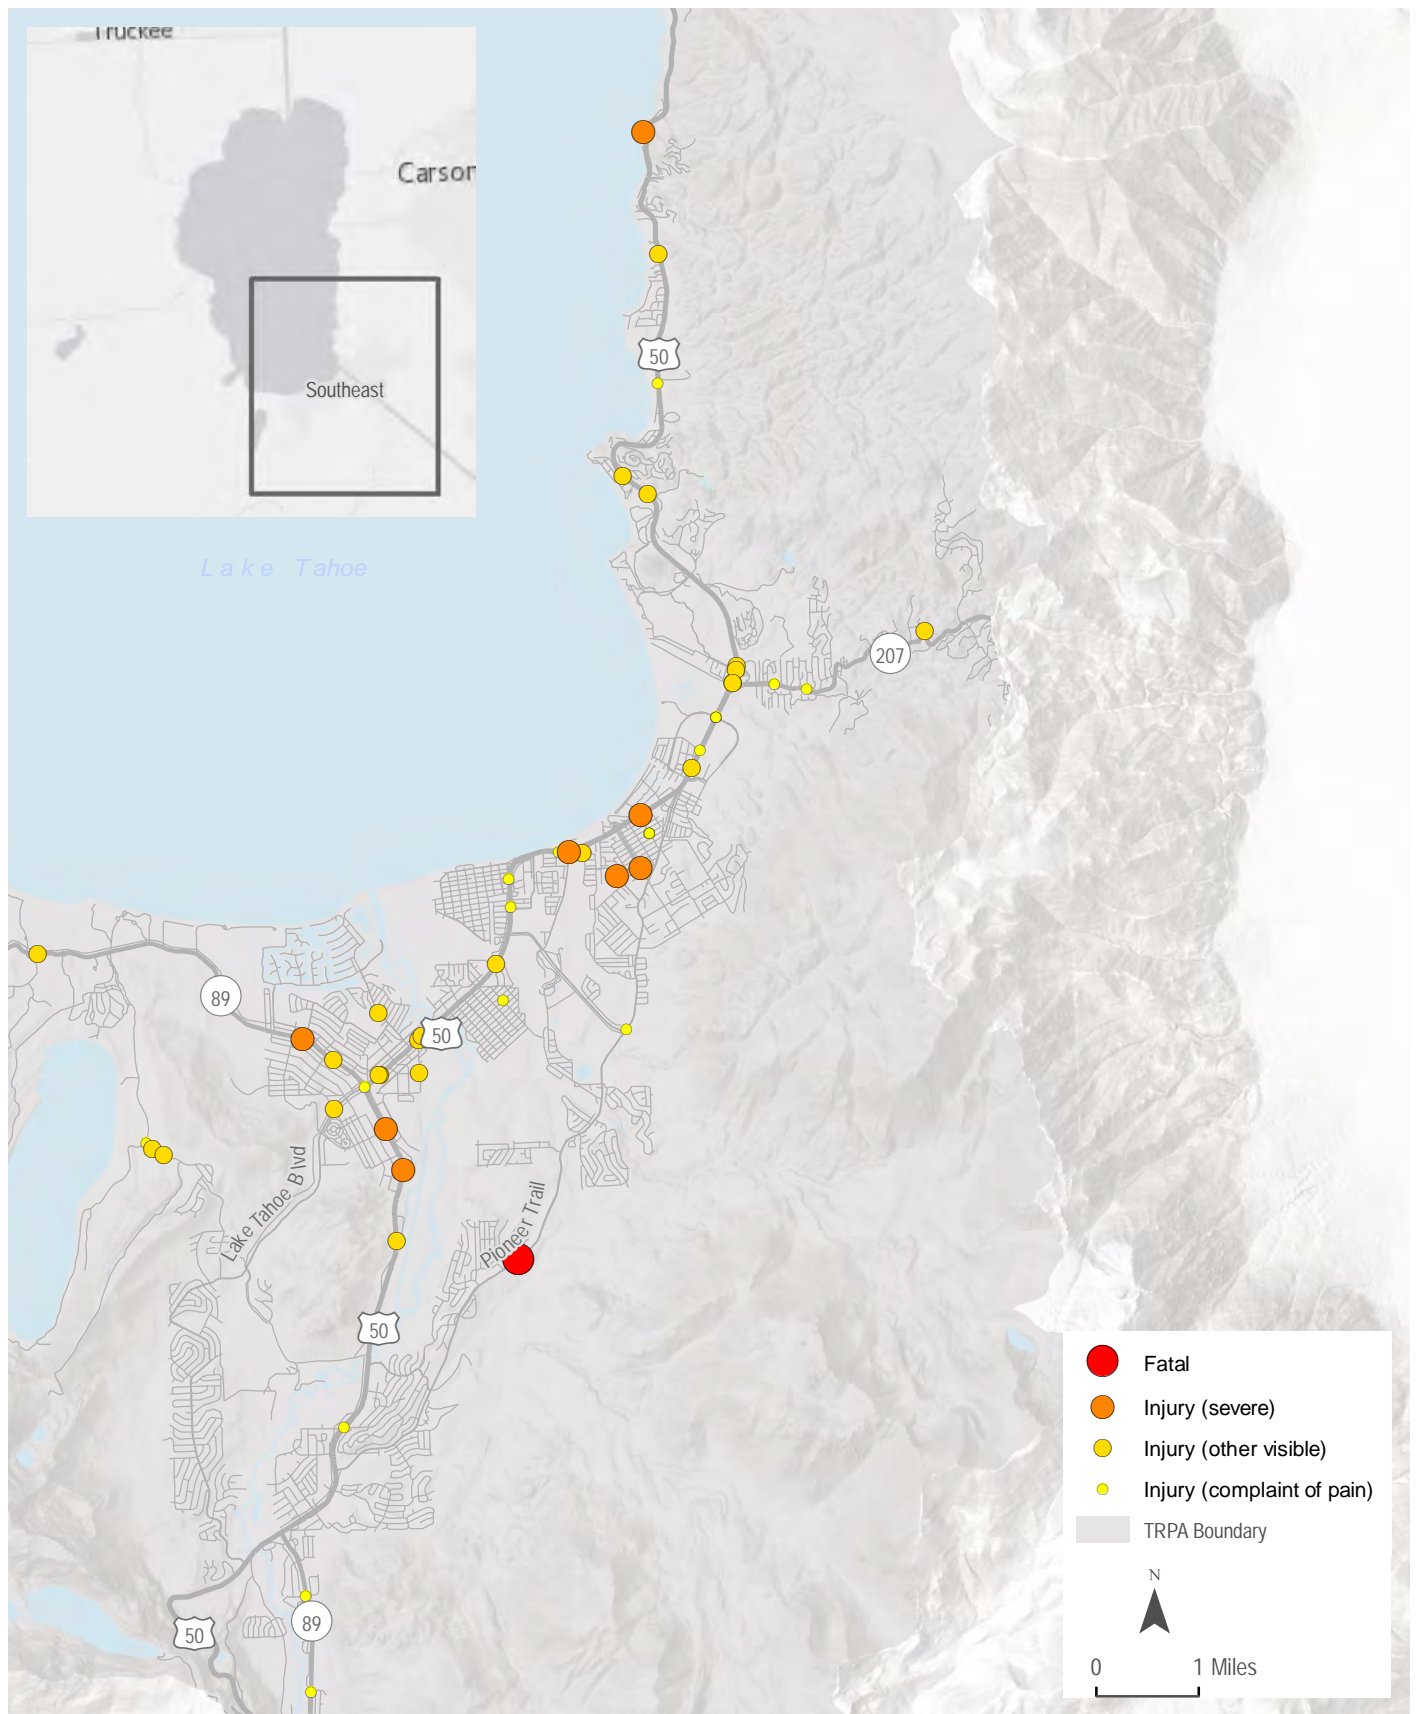 Truckee
Carson
Southeast
50
Lake Tahoe
207
89
50
Lake Tahoe Blvd
Pioneer Trail
50
50
89
Fatal
Injury (severe)
Injury (other visible)
Injury (complaint of pain)
TRPA Boundary
N
0 1 Miles